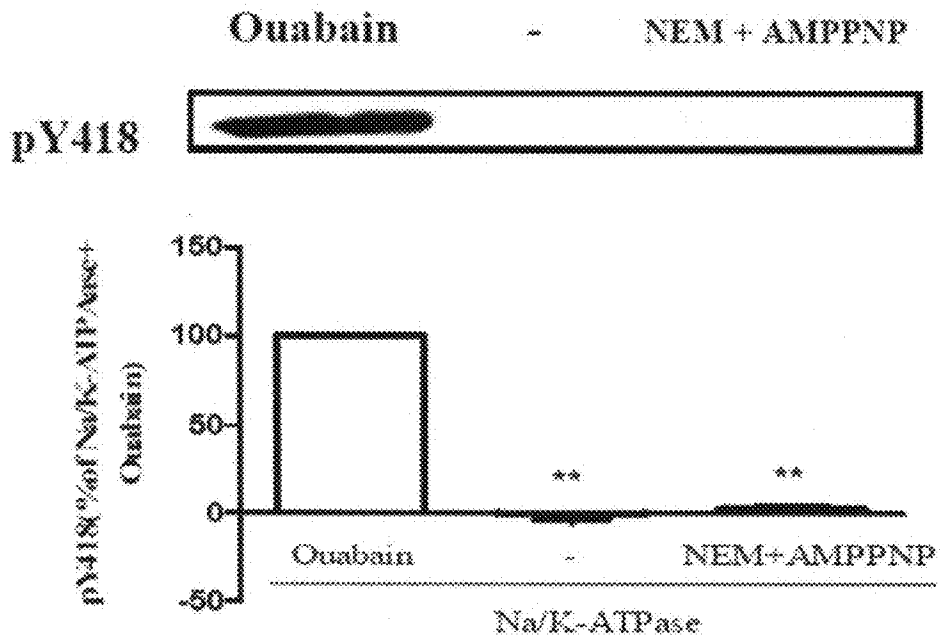 Ouabain - NEM + AMPPNP
pY418
pY418(% of Na/K-ATPAse+
Ouabain)
150
100
50
0
-50
** **
Ouabain - NEM+AMPPNP
Na/K-ATPase